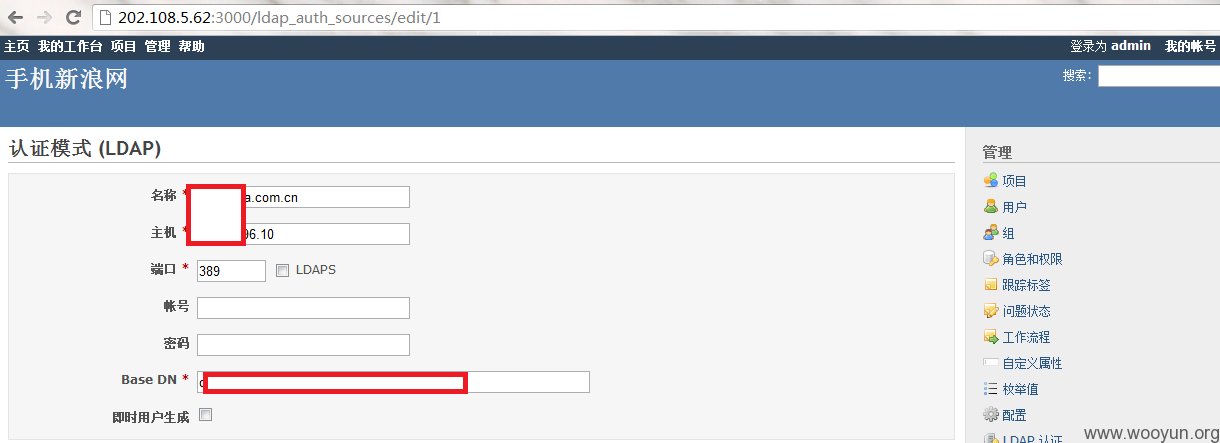 202.108.5.62:3000/ldap_auth_sources/edit/1
主页 我的工作台 项目 管理 帮助 登录为 admin 我的帐号
手机新浪网 搜索:
认证模式 (LDAP)
名称 * a.com.cn
主机 * 96.10
端口 * 389 LDAPS
帐号
密码
Base DN *
即时用户生成
管理
项目
用户
组
角色和权限
跟踪标签
问题状态
工作流程
自定义属性
枚举值
配置
LDAP 认证
www.wooyun.org